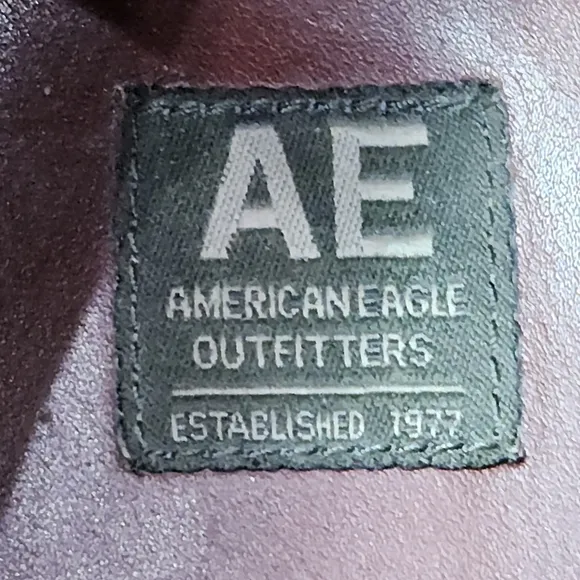 AE
AMERICAN EAGLE
OUTFITTERS
ESTABLISHED 1977